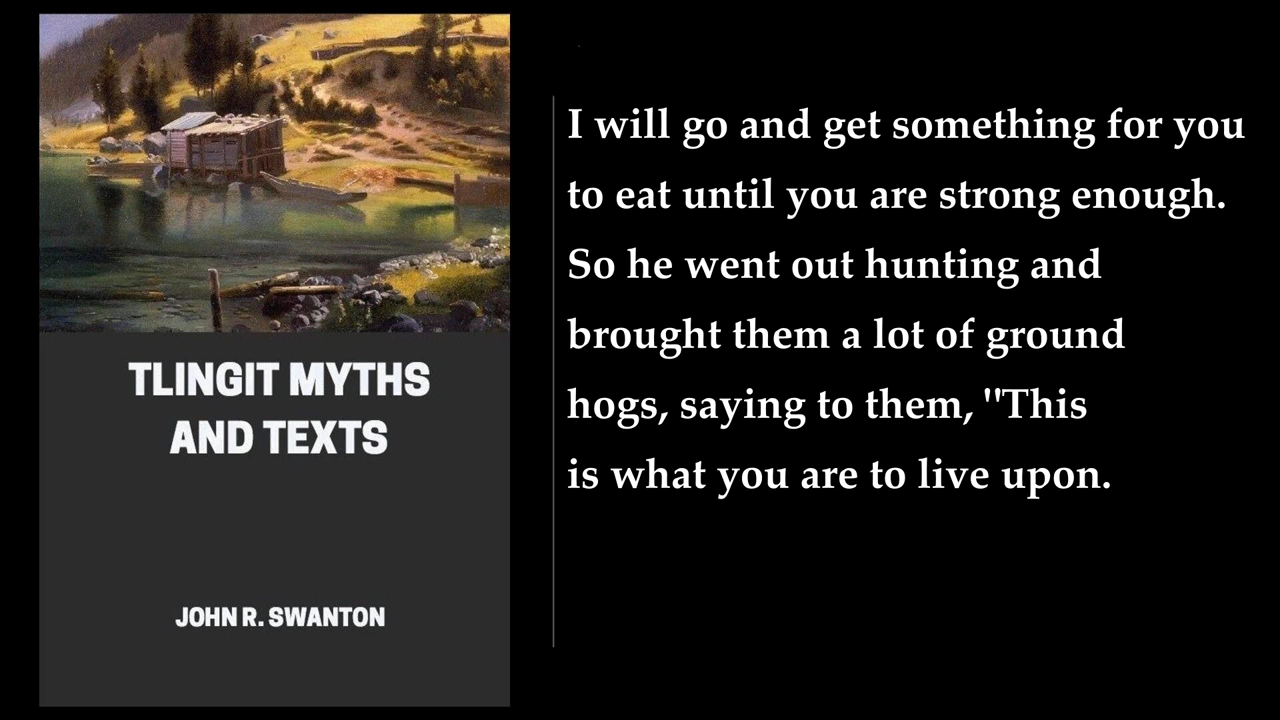 TLINGIT MYTHS
AND TEXTS
JOHN R. SWANTON
I will go and get something for you
to eat until you are strong enough.
So he went out hunting and
brought them a lot of ground
hogs, saying to them, "This
is what you are to live upon.